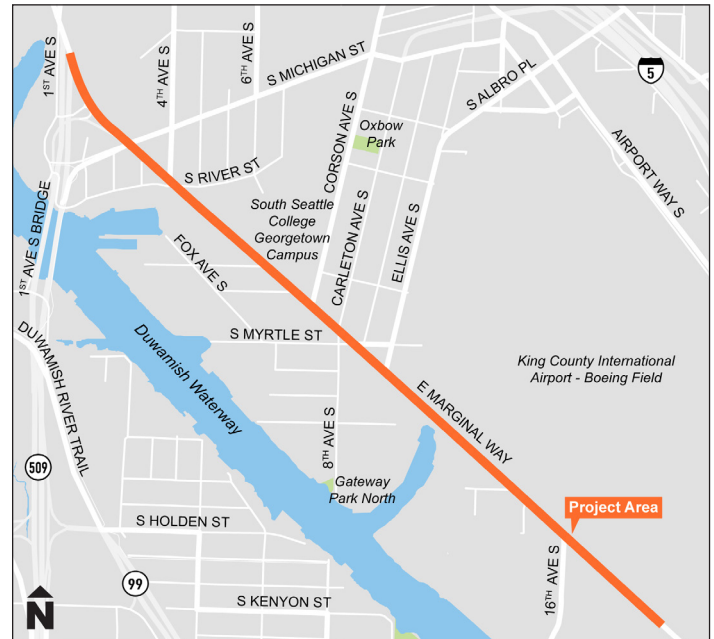 1ST AVE S
4TH AVE S
6TH AVE S
S MICHIGAN ST
5
S ALBRO PL
AIRPORT WAY S
Oxbow
Park
CORSON AVE S
S RIVER ST
South Seattle
College
Georgetown
Campus
CARLETON AVE S
ELLIS AVE S
1ST AVE S BRIDGE
FOX AVE S
S MYRTLE ST
DUWAMISH RIVER TRAIL
Duwamish Waterway
King County International
Airport - Boeing Field
E MARGINAL WAY
8TH AVE S
509
Gateway
Park North
Project Area
S HOLDEN ST
16TH AVE S
99
S KENYON ST
N